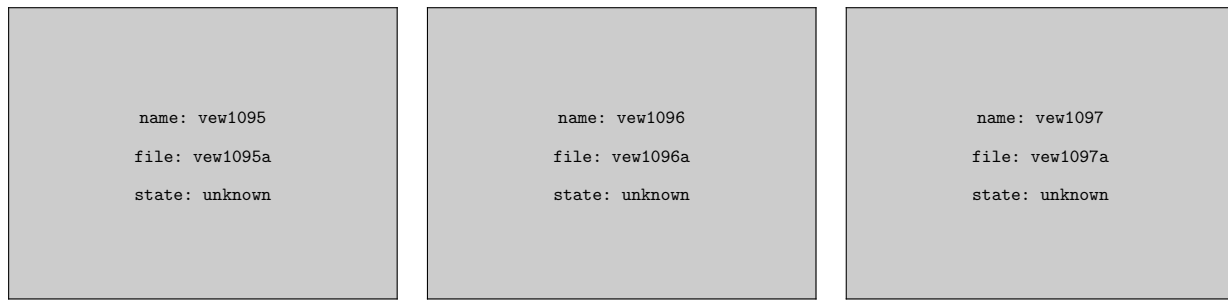 name: vew1095
file: vew1095a
state: unknown
name: vew1096
file: vew1096a
state: unknown
name: vew1097
file: vew1097a
state: unknown